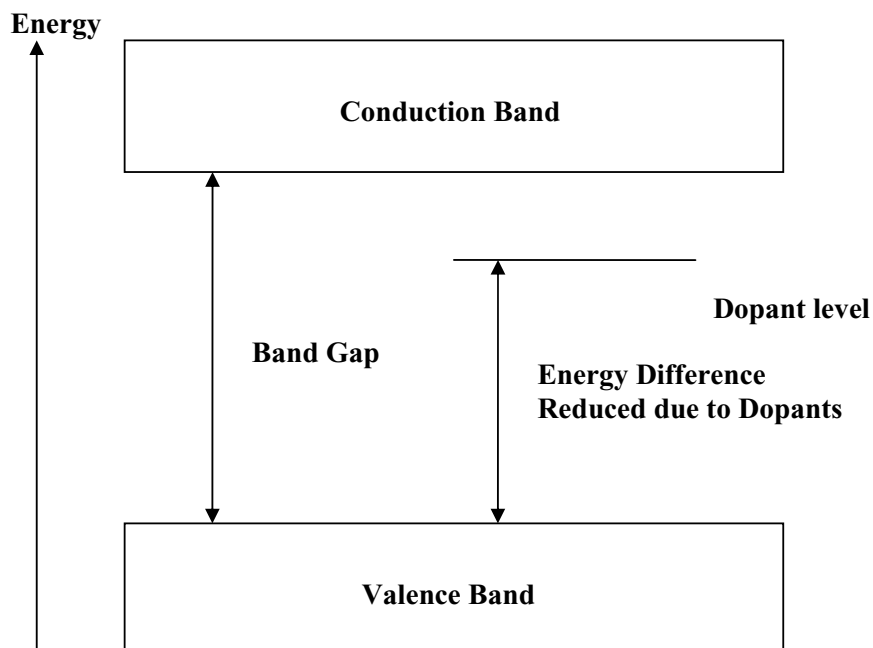 Energy
Conduction Band
Dopant level
Band Gap
Energy Difference
Reduced due to Dopants
Valence Band